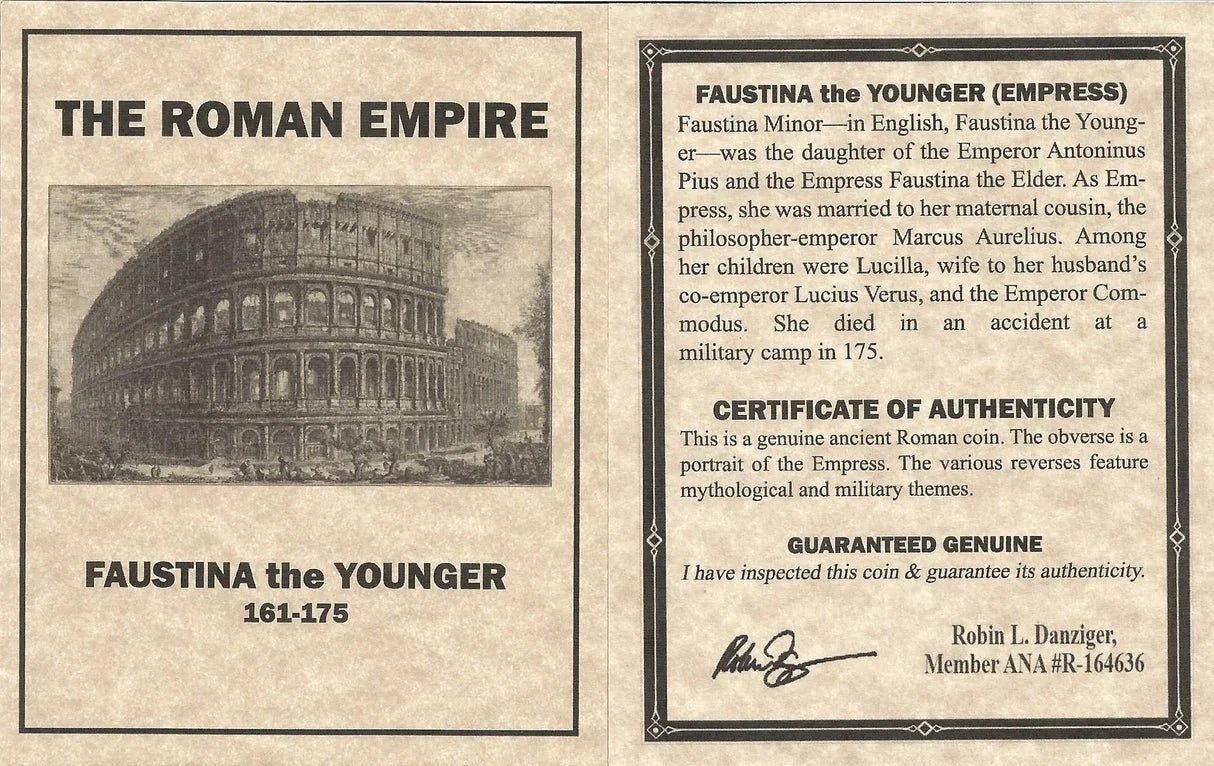 THE ROMAN EMPIRE
FAUSTINA the YOUNGER
161-175
FAUSTINA the YOUNGER (EMPRESS)
Faustina Minor—in English, Faustina the Young-
er—was the daughter of the Emperor Antoninus
Pius and the Empress Faustina the Elder. As Em-
press, she was married to her maternal cousin, the
philosopher-emperor Marcus Aurelius. Among
her children were Lucilla, wife to her husband’s
co-emperor Lucius Verus, and the Emperor Com-
modus. She died in an accident at a
military camp in 175.
CERTIFICATE OF AUTHENTICITY
This is a genuine ancient Roman coin. The obverse is a
portrait of the Empress. The various reverses feature
mythological and military themes.
GUARANTEED GENUINE
I have inspected this coin & guarantee its authenticity.
Robin L. Danziger,
Member ANA #R-164636